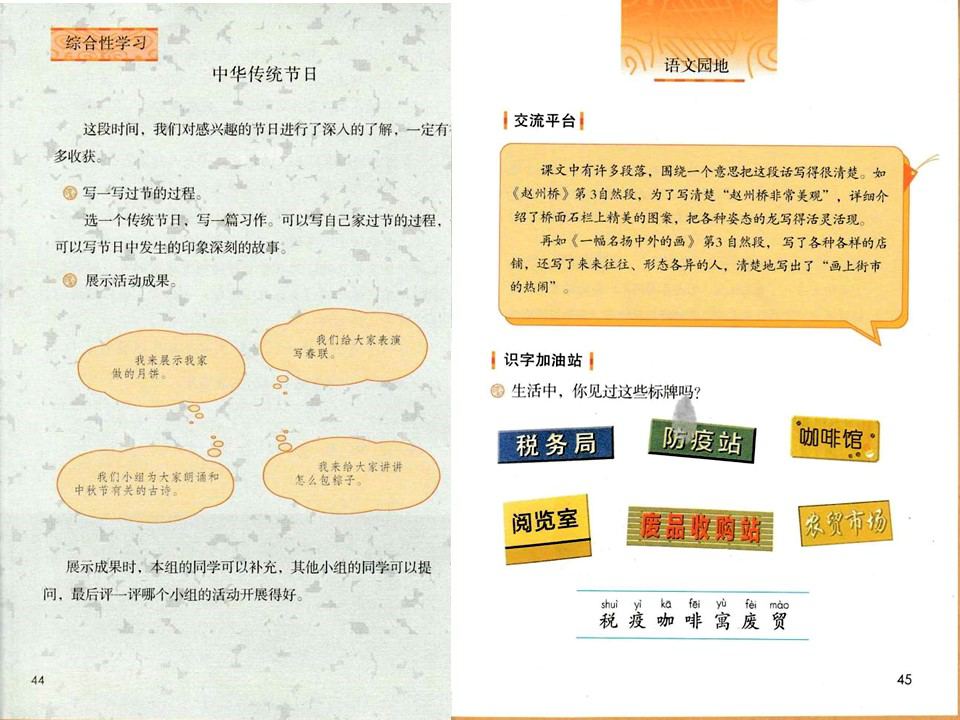 综合性学习
中华传统节日
这段时间，我们对感兴趣的节日进行了深入的了解，一定有
多收获。
写一写过节的过程。
选一个传统节日，写一篇习作。可以写自己家过节的过程，
可以写节日中发生的印象深刻的故事。
展示活动成果。
我来展示我家
做的月饼。
我们给大家表演
写春联。
我们小组为大家朗诵和
中秋节有关的古诗。
我来给大家讲讲
怎么包粽子。
展示成果时，本组的同学可以补充，其他小组的同学可以提
问，最后评一评哪个小组的活动开展得好。
44
语文园地
交流平台
课文中有许多段落，围绕一个意思把这段话写得很清楚。如
《赵州桥》第3自然段，为了写清楚“赵州桥非常美观”，详细介
绍了桥面石栏上精美的图案，把各种姿态的龙写得活灵活现。
再如《一幅名扬中外的画》第3自然段，写了各种各样的店
铺，还写了来来往往、形态各异的人，清楚地写出了“画上街市
的热闹”。
识字加油站
生活中，你见过这些标牌吗？
税务局
防疫站
咖啡馆
阅览室
废品收购站
农贸市场
shuì yì kā fēi yù fèi mào
税 疫 咖 啡 寓 废 贸
45